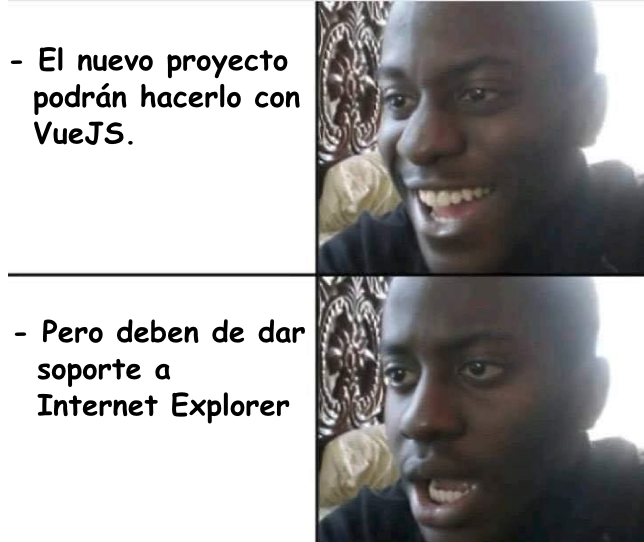 - El nuevo proyecto
podrán hacerlo con
VueJS.
- Pero deben de dar
soporte a
Internet Explorer